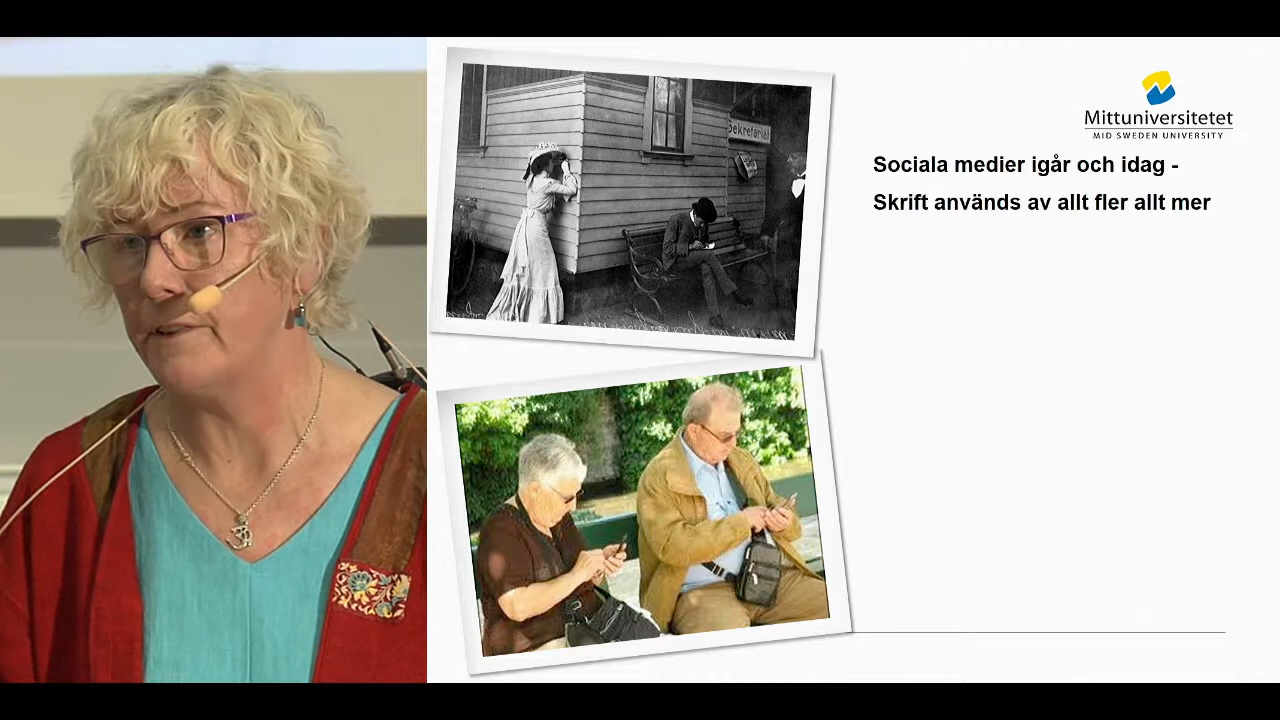 Sekretariat
Mittuniversitetet
MID SWEDEN UNIVERSITY
Sociala medier igår och idag -
Skrift används av allt fler allt mer